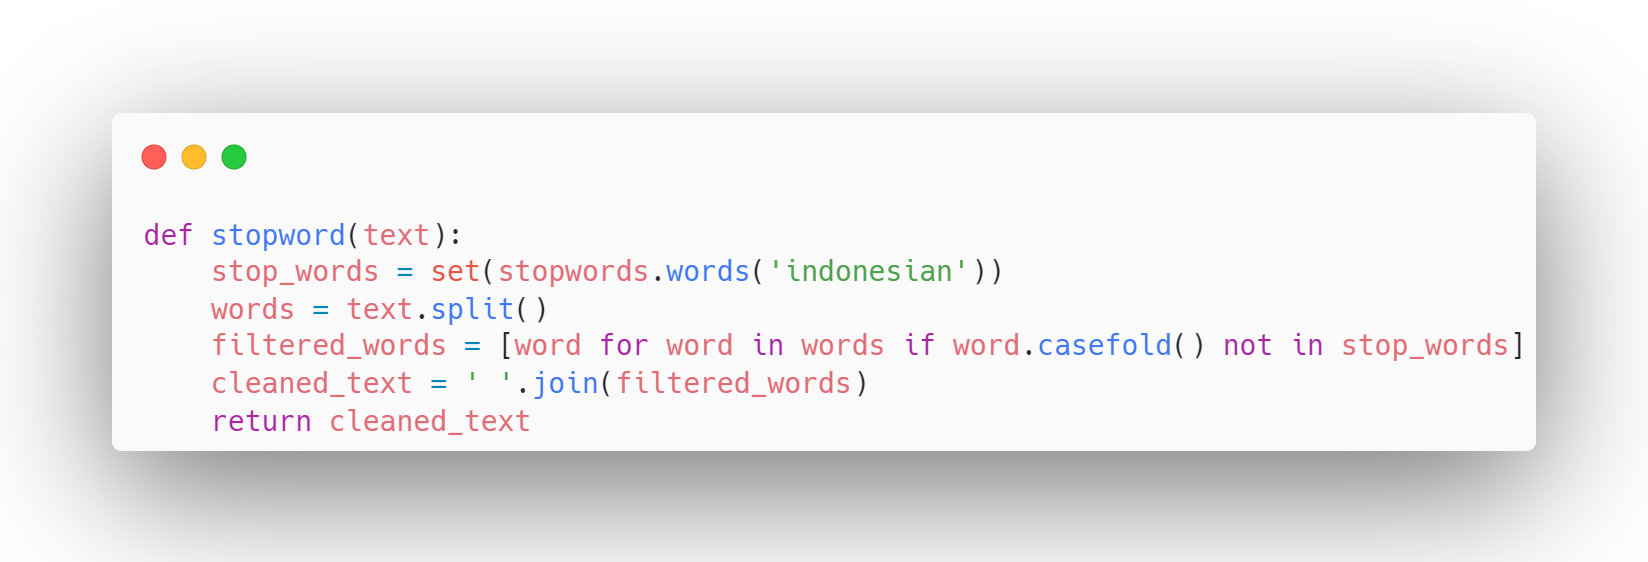 def stopword(text):
    stop_words = set(stopwords.words('indonesian'))
    words = text.split()
    filtered_words = [word for word in words if word.casefold() not in stop_words]
    cleaned_text = ' '.join(filtered_words)
    return cleaned_text